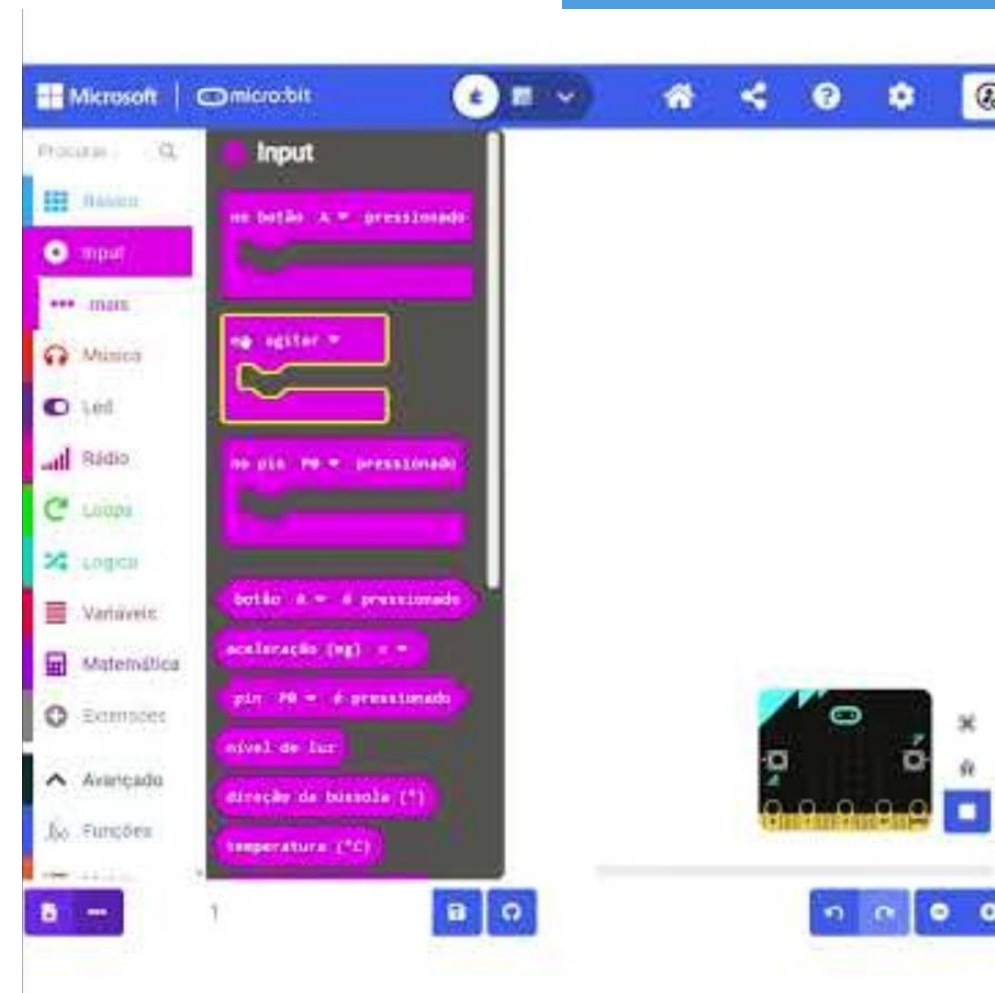 Microsoft | micro:bit
Procurar...
Básico
Input
mais
Música
Led
Rádio
Loops
Lógica
Variáveis
Matemática
Extensões
Avançado
Funções
Input
no botão A pressionado
agitar
no pin P0 pressionado
botão A é pressionado
aceleração (mg) x
pin P0 é pressionado
nível de luz
direção da bússola (°)
temperatura (°C)
1